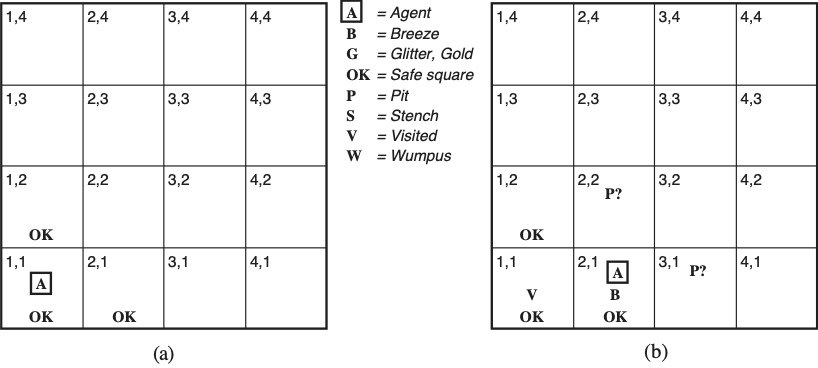 1,4 2,4 3,4 4,4
1,3 2,3 3,3 4,3
1,2 2,2 3,2 4,2
OK
1,1 2,1 3,1 4,1
A
OK OK
(a)
A = Agent
B = Breeze
G = Glitter, Gold
OK = Safe square
P = Pit
S = Stench
V = Visited
W = Wumpus
1,4 2,4 3,4 4,4
1,3 2,3 3,3 4,3
1,2 2,2 3,2 4,2
P?
OK
1,1 2,1 3,1 4,1
A P?
V B
OK OK
(b)